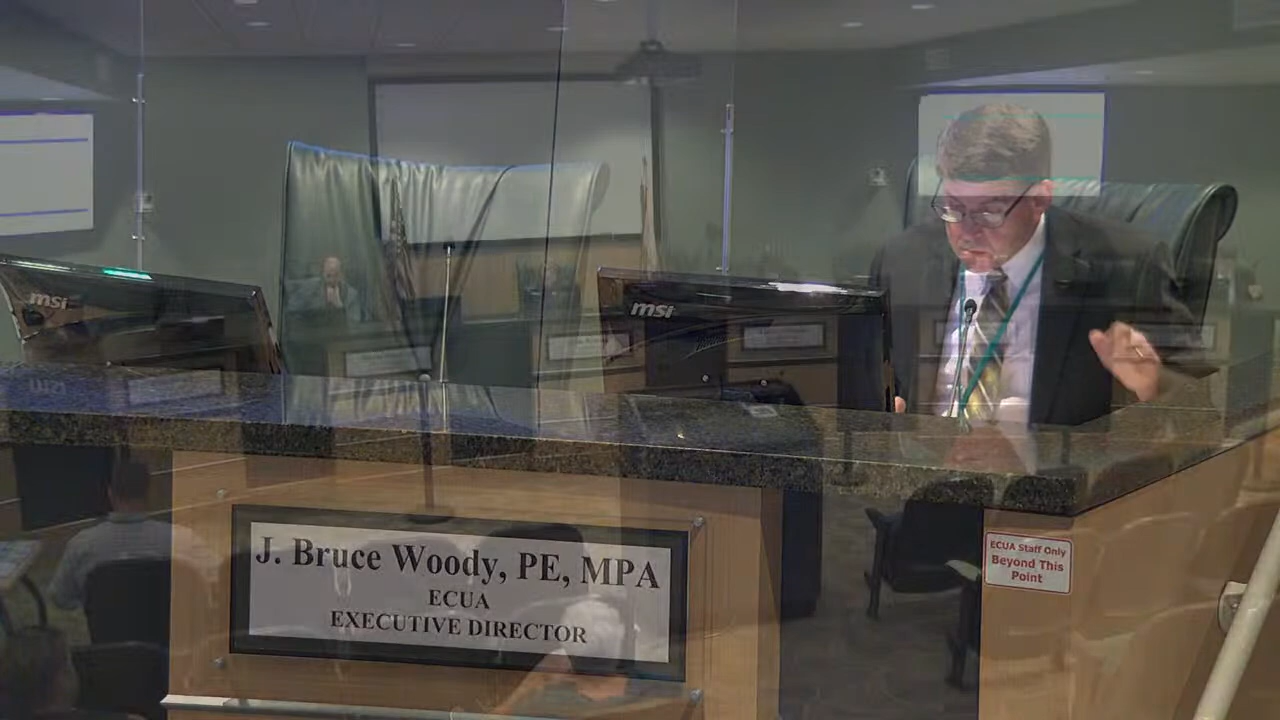 msi
msi
J. Bruce Woody, PE, MPA
ECUA
EXECUTIVE DIRECTOR
ECUA Staff Only
Beyond This
Point